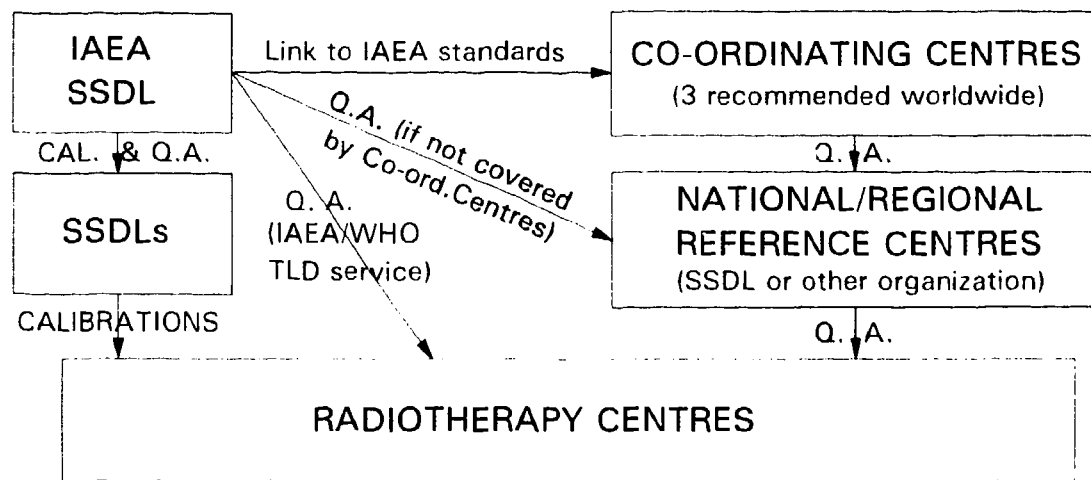 IAEA
SSDL
Link to IAEA standards
CO-ORDINATING CENTRES
(3 recommended worldwide)
CAL. & Q.A.
Q.A. (if not covered
by Co-ord.Centres)
Q. A.
SSDLs
Q. A.
(IAEA/WHO
TLD service)
NATIONAL/REGIONAL
REFERENCE CENTRES
(SSDL or other organization)
CALIBRATIONS
Q. A.
RADIOTHERAPY CENTRES